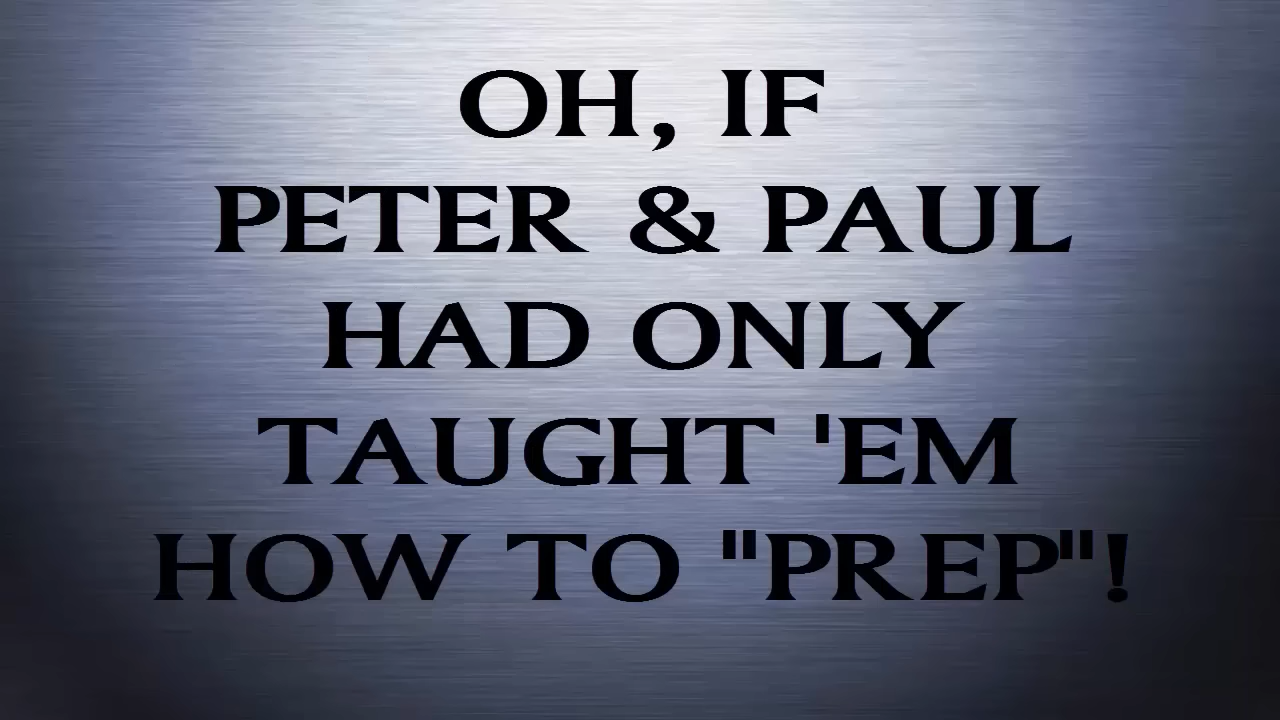 OH, IF
PETER & PAUL
HAD ONLY
TAUGHT 'EM
HOW TO "PREP"!